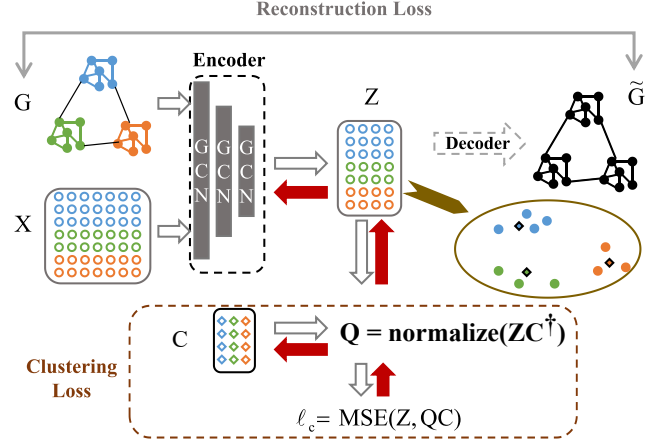 Reconstruction Loss
Encoder
G
G̃
Z
GCN
GCN
GCN
Decoder
X
C
Q = normalize(ZC†)
Clustering
Loss
ℓc= MSE(Z, QC)